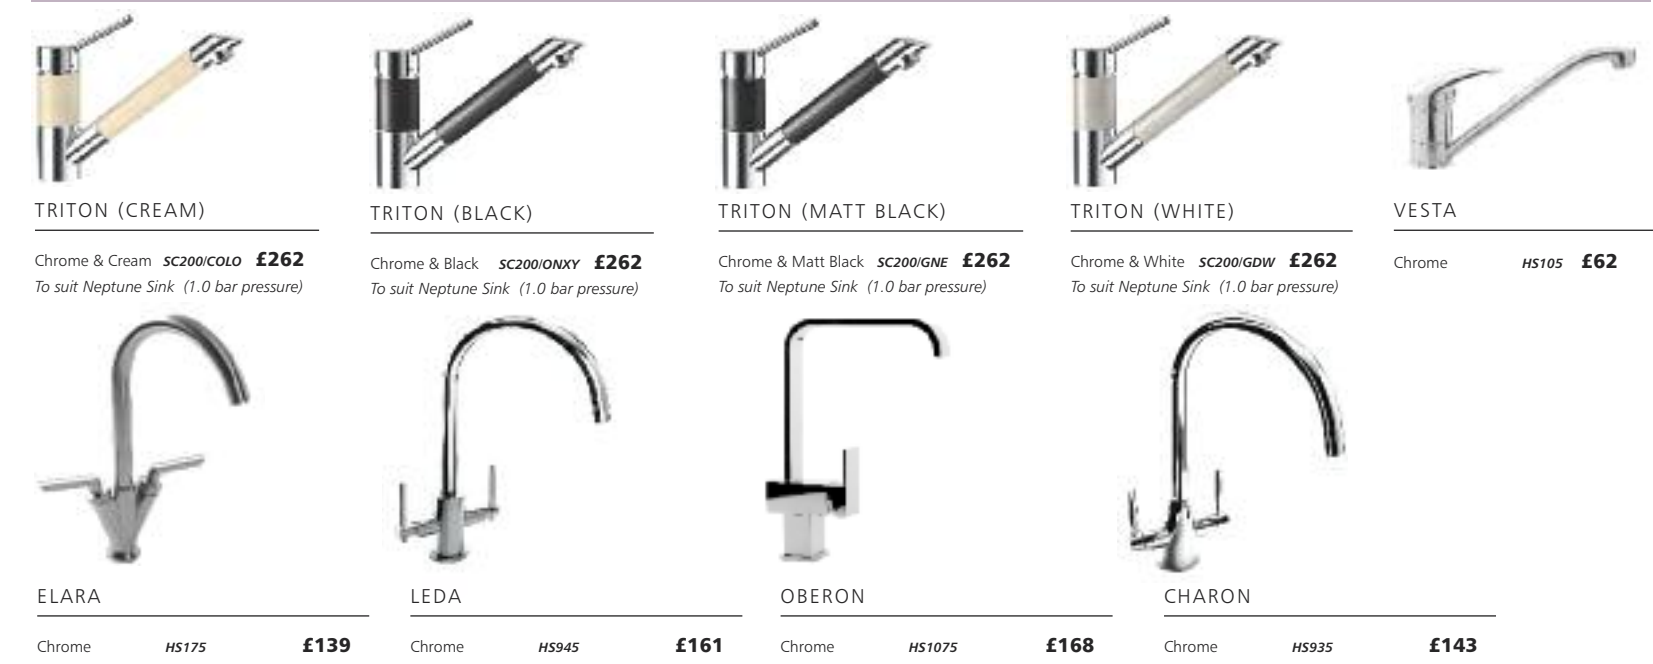 TRITON (CREAM)
Chrome & Cream SC200/COLO £262
To suit Neptune Sink (1.0 bar pressure)
TRITON (BLACK)
Chrome & Black SC200/ONXY £262
To suit Neptune Sink (1.0 bar pressure)
TRITON (MATT BLACK)
Chrome & Matt Black SC200/GNE £262
To suit Neptune Sink (1.0 bar pressure)
TRITON (WHITE)
Chrome & White SC200/GDW £262
To suit Neptune Sink (1.0 bar pressure)
VESTA
Chrome HS105 £62
ELARA
Chrome HS175 £139
LEDA
Chrome HS945 £161
OBERON
Chrome HS1075 £168
CHARON
Chrome HS935 £143